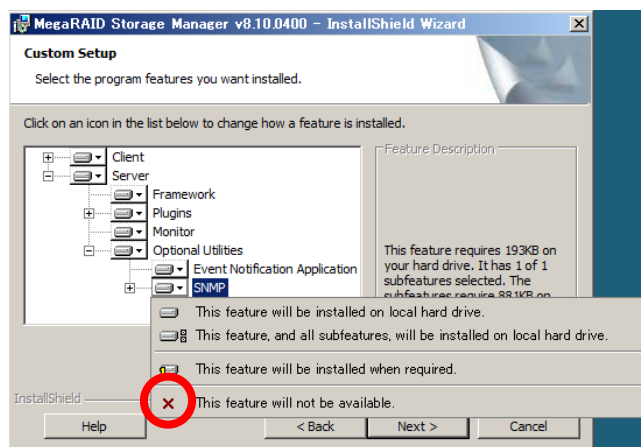 MegaRAID Storage Manager v8.10.0400 - InstallShield Wizard
Custom Setup
Select the program features you want installed.
Click on an icon in the list below to change how a feature is installed.
Client
Server
Framework
Plugins
Monitor
Optional Utilities
Event Notification Application
SNMP
Feature Description
This feature requires 193KB on
your hard drive. It has 1 of 1
subfeatures selected. The
subfeatures require 881KB on
This feature will be installed on local hard drive.
This feature, and all subfeatures, will be installed on local hard drive.
This feature will be installed when required.
This feature will not be available.
InstallShield
Help
< Back
Next >
Cancel